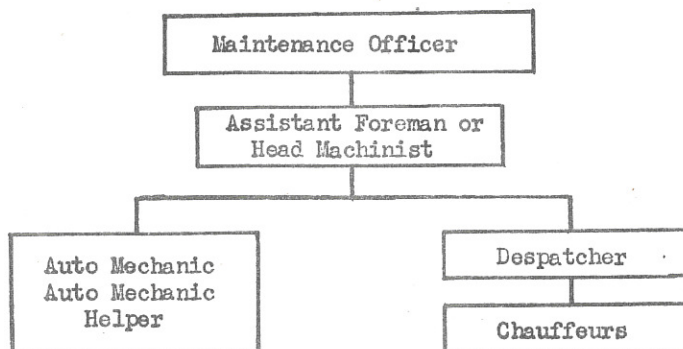 Maintenance Officer
Assistant Foreman or
Head Machinist
Auto Mechanic
Auto Mechanic
Helper
Despatcher
Chauffeurs